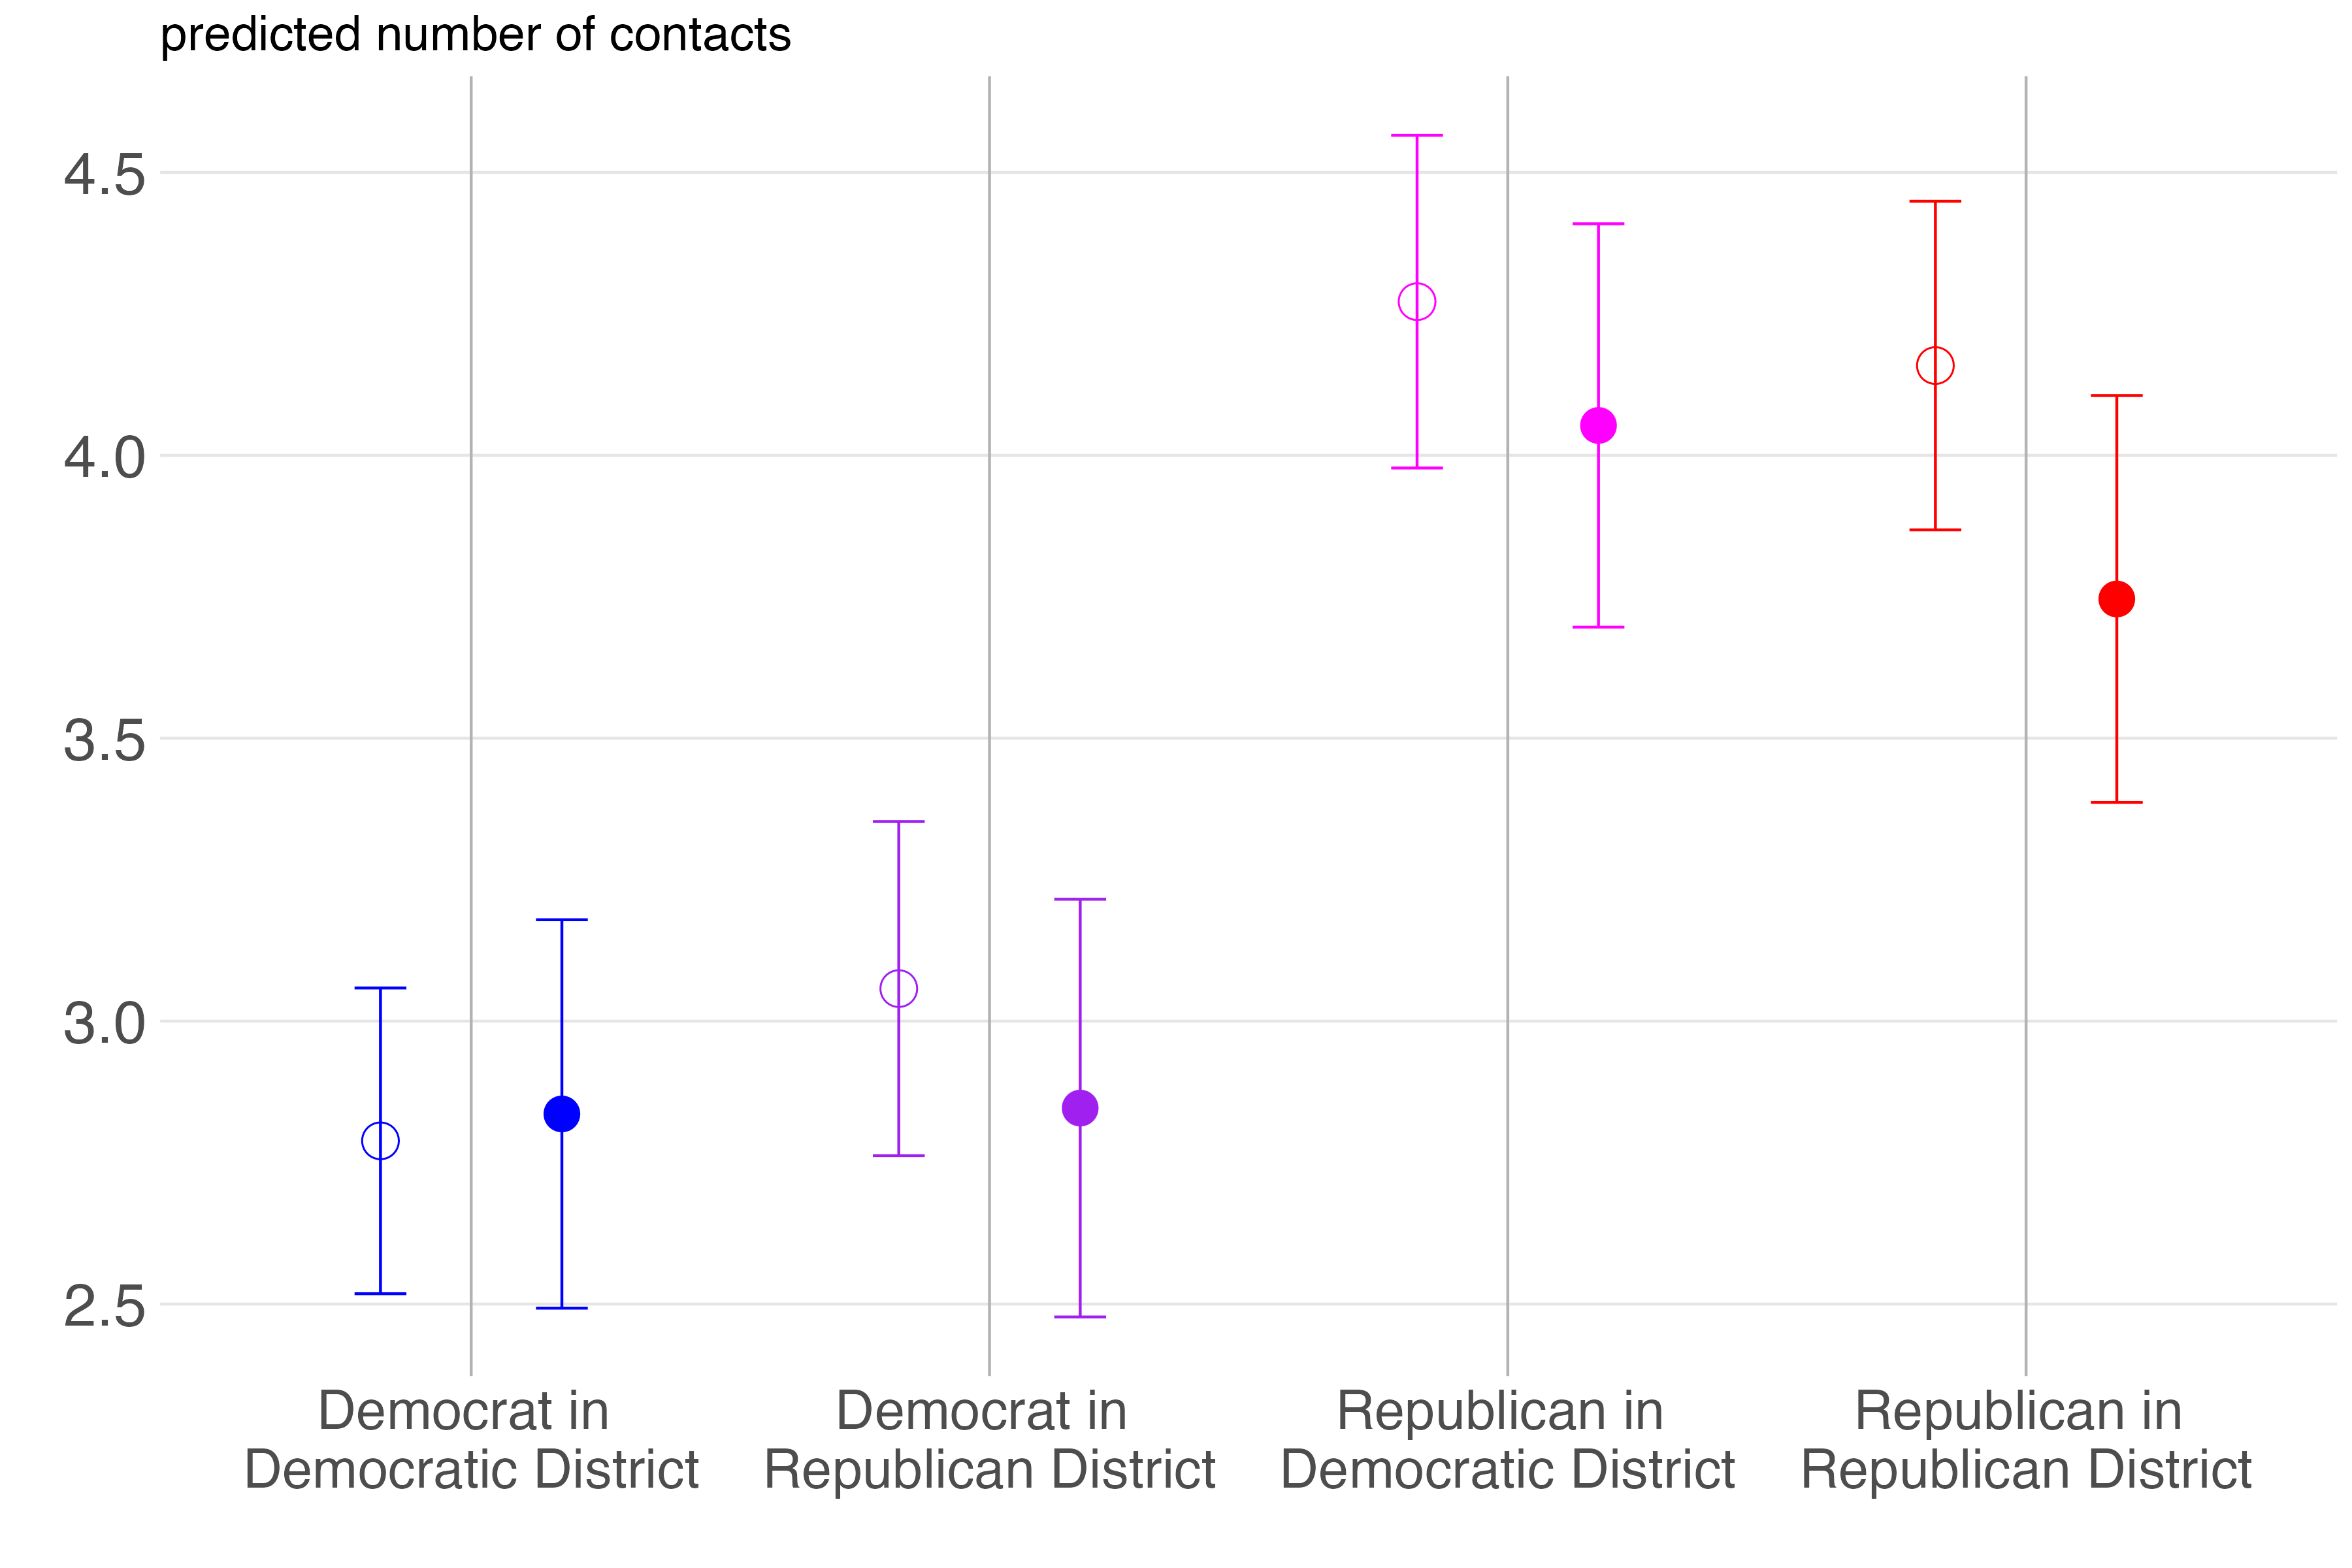 predicted number of contacts
4.5
4.0
3.5
3.0
2.5
Democrat in
Democratic District
Democrat in
Republican District
Republican in
Democratic District
Republican in
Republican District